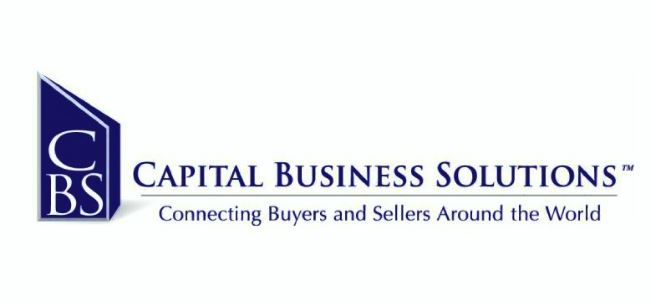 C
BS
CAPITAL BUSINESS SOLUTIONS™
Connecting Buyers and Sellers Around the World